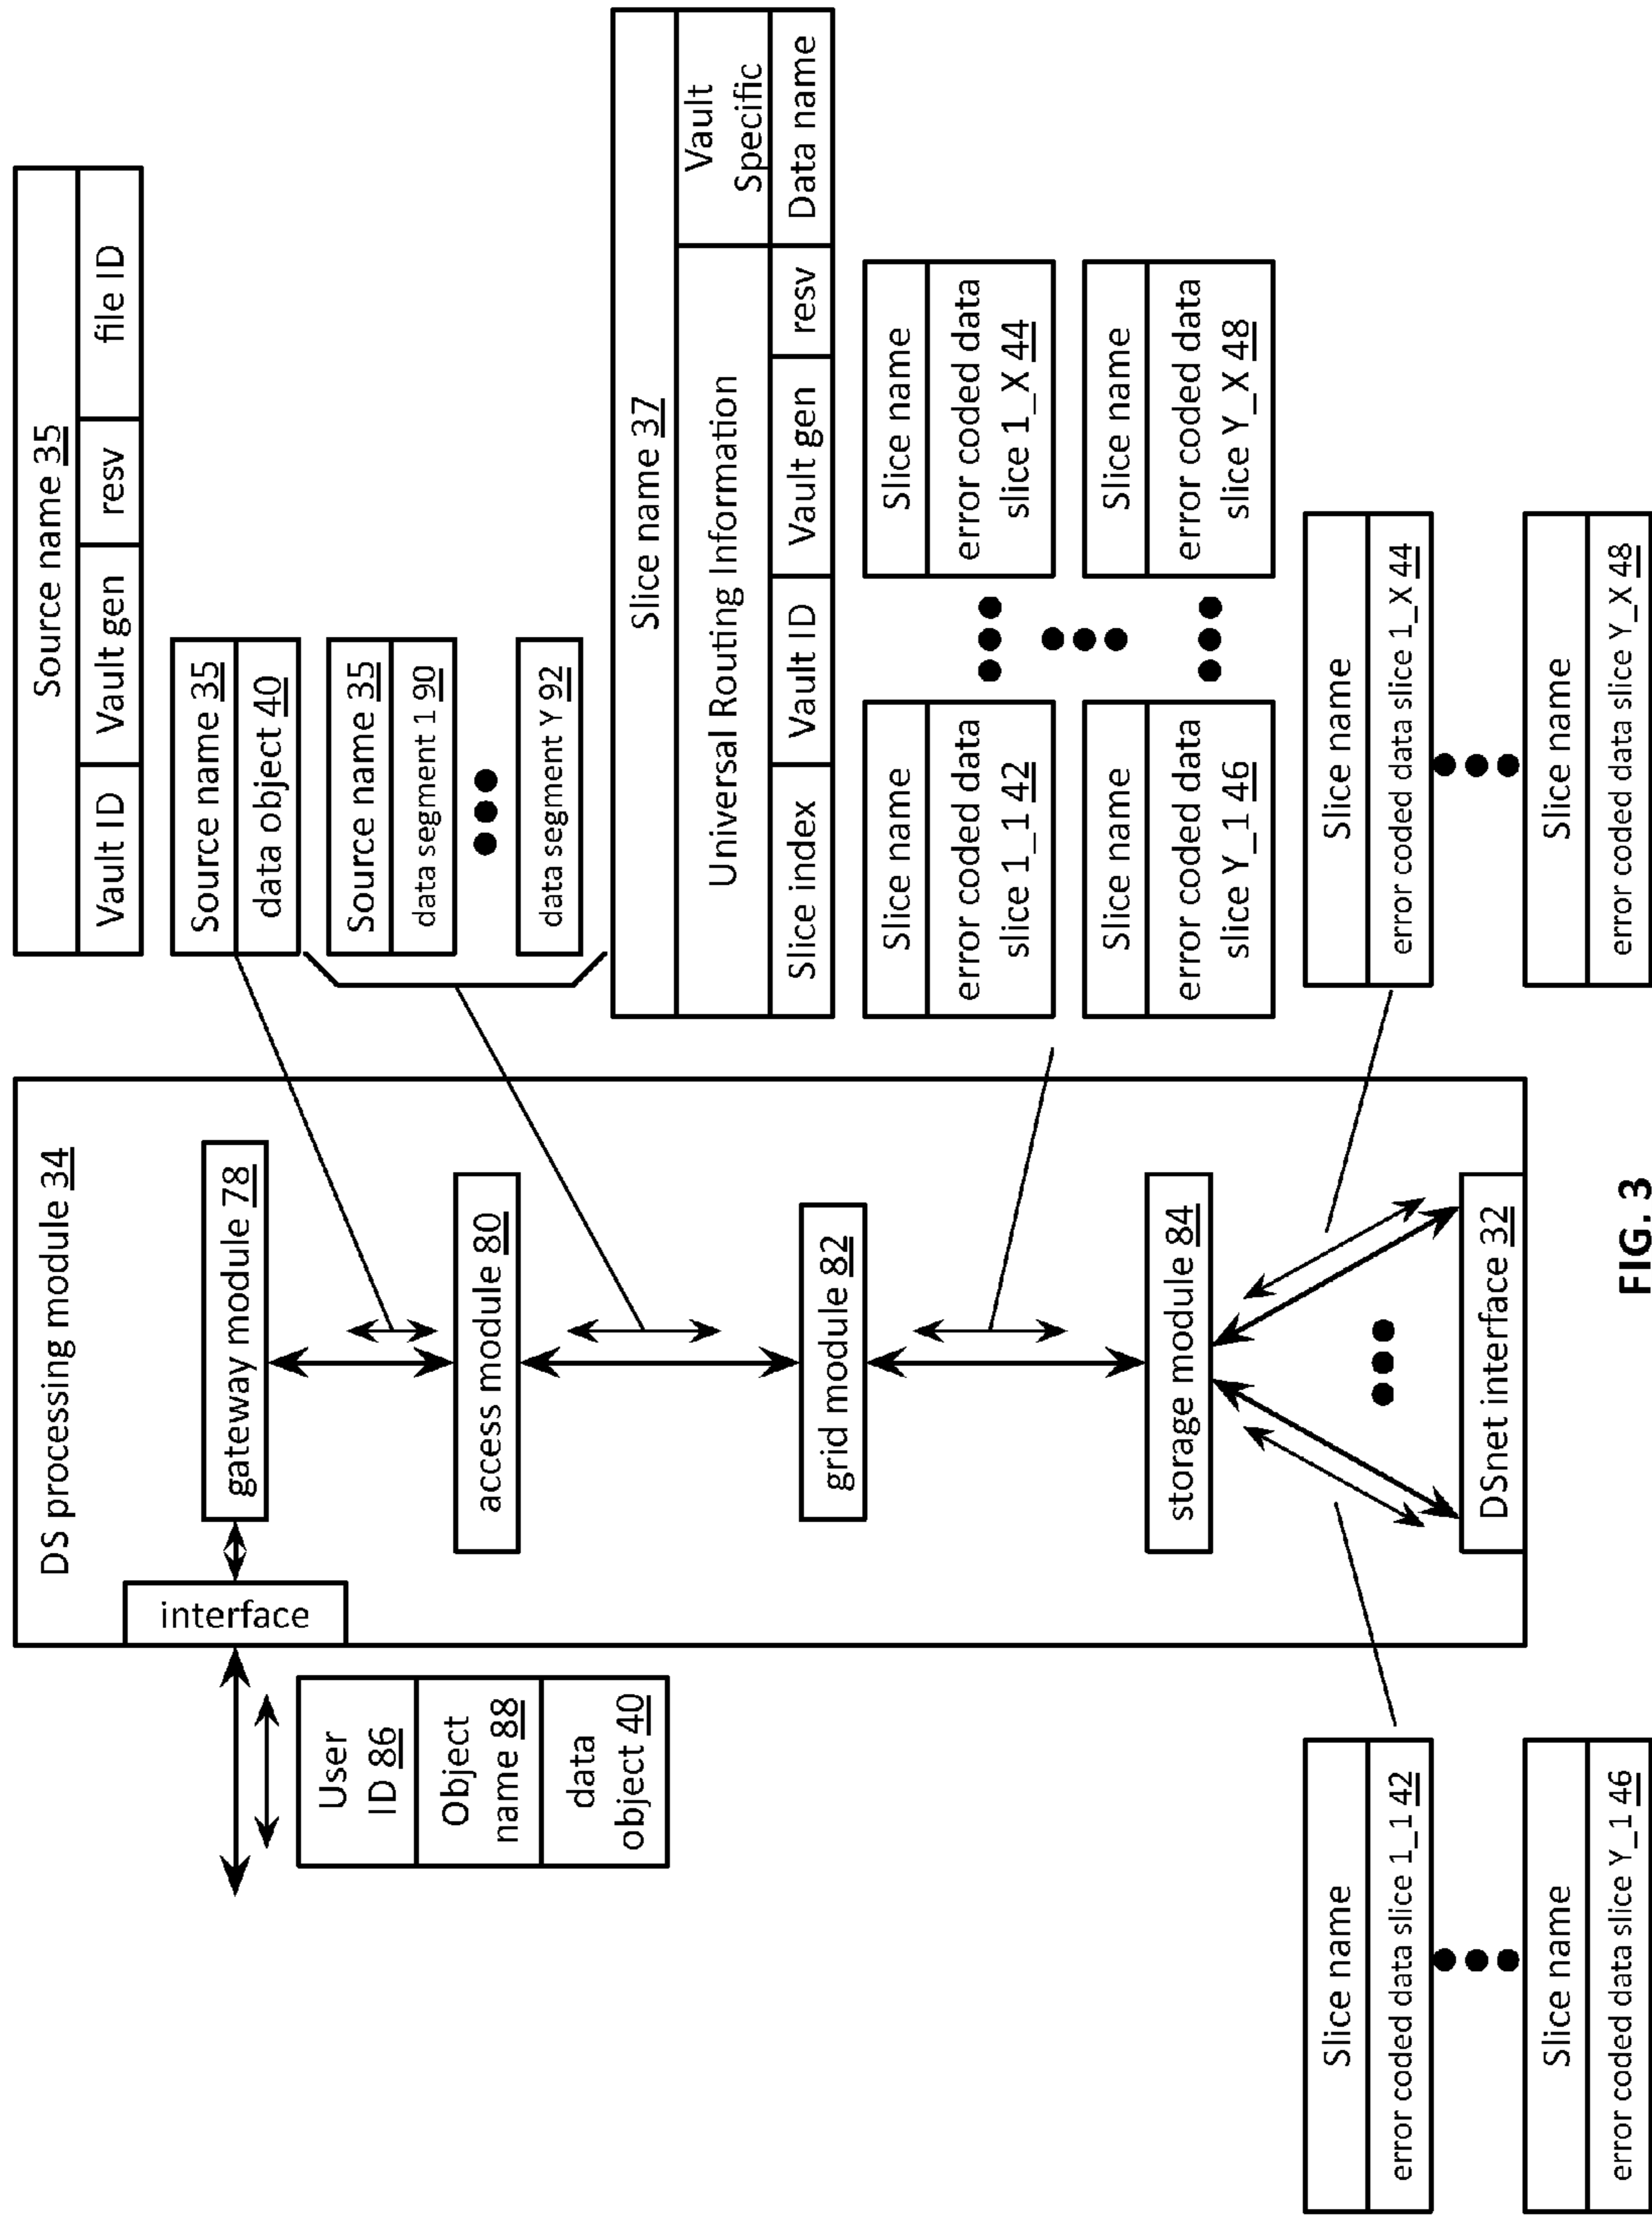 DS processing module 34
interface
gateway module 78
access module 80
grid module 82
storage module 84
DSnet interface 32
User
ID 86
Object
name 88
data
object 40
Source name 35
Vault ID
Vault gen
resv
file ID
Source name 35
data object 40
Source name 35
data segment 1 90
data segment Y 92
Slice name 37
Universal Routing Information
Vault
Specific
Slice index
Vault ID
Vault gen
resv
Data name
Slice name
error coded data
slice 1_1 42
Slice name
error coded data
slice 1_X 44
Slice name
error coded data
slice Y_1 46
Slice name
error coded data
slice Y_X 48
Slice name
error coded data slice 1_1 42
Slice name
error coded data slice Y_1 46
Slice name
error coded data slice 1_X 44
Slice name
error coded data slice Y_X 48
FIG. 3